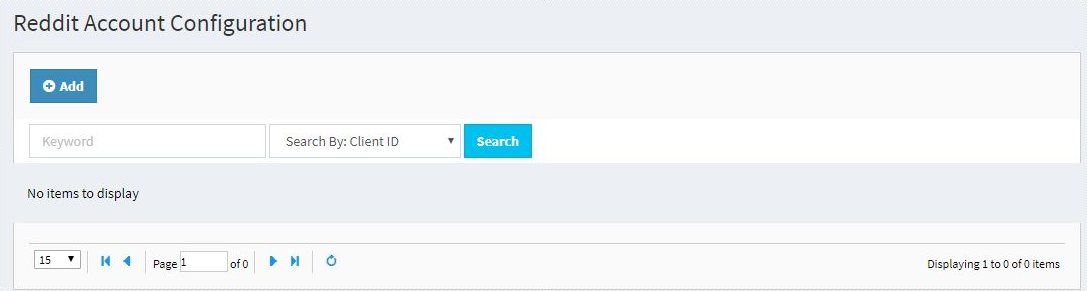 Reddit Account Configuration
Add
Keyword Search By: Client ID Search
No items to display
15 Page 1 of 0 Displaying 1 to 0 of 0 items